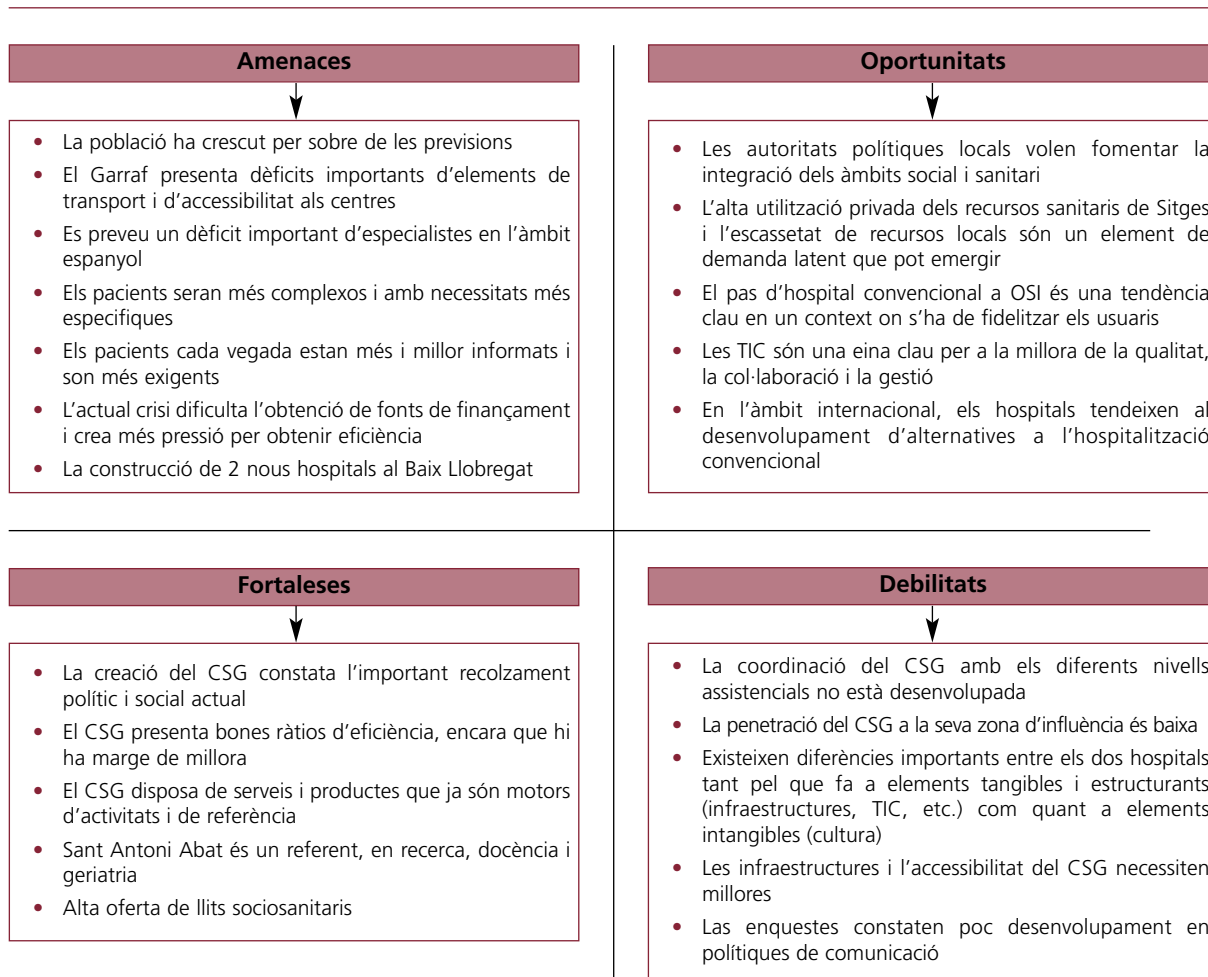 Amenaces
La població ha crescut per sobre de les previsions
El Garraf presenta dèficits importants d'elements de
transport i d'accessibilitat als centres
Es preveu un dèficit important d'especialistes en l'àmbit
espanyol
Els pacients seran més complexos i amb necessitats més
especifiques
Els pacients cada vegada estan més i millor informats i
son més exigents
L'actual crisi dificulta l'obtenció de fonts de finançament
i crea més pressió per obtenir eficiència
La construcció de 2 nous hospitals al Baix Llobregat
Oportunitats
Les autoritats polítiques locals volen fomentar la
integració dels àmbits social i sanitari
L'alta utilització privada dels recursos sanitaris de Sitges
i l'escassetat de recursos locals són un element de
demanda latent que pot emergir
El pas d'hospital convencional a OSI és una tendència
clau en un context on s'ha de fidelitzar els usuaris
Les TIC són una eina clau per a la millora de la qualitat,
la col·laboració i la gestió
En l'àmbit internacional, els hospitals tendeixen al
desenvolupament d'alternatives a l'hospitalització
convencional
Fortaleses
La creació del CSG constata l'important recolzament
polític i social actual
El CSG presenta bones ràtios d'eficiència, encara que hi
ha marge de millora
El CSG disposa de serveis i productes que ja són motors
d'activitats i de referència
Sant Antoni Abat és un referent, en recerca, docència i
geriatria
Alta oferta de llits sociosanitaris
Debilitats
La coordinació del CSG amb els diferents nivells
assistencials no està desenvolupada
La penetració del CSG a la seva zona d'influència és baixa
Existeixen diferències importants entre els dos hospitals
tant pel que fa a elements tangibles i estructurants
(infraestructures, TIC, etc.) com quant a elements
intangibles (cultura)
Les infraestructures i l'accessibilitat del CSG necessiten
millores
Las enquestes constaten poc desenvolupament en
polítiques de comunicació